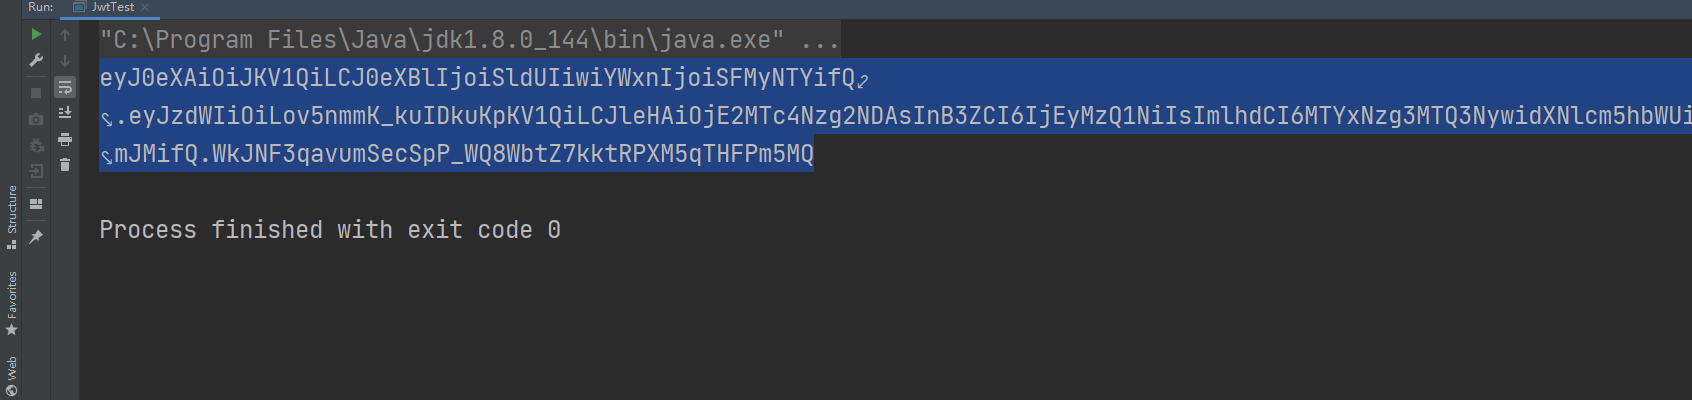 Run: JwtTest
"C:\Program Files\Java\jdk1.8.0_144\bin\java.exe" ...
eyJ0eXAiOiJKV1QiLCJ0eXBlIjoiSldUIiwiYWxnIjoiSFMyNTYifQ
.eyJzdWIiOiLov5nmmK_kuIDkuKpKV1QiLCJleHAiOjE2MTc4Nzg2NDAsInB3ZCI6IjEyMzQ1NiIsImlhdCI6MTYxNzg3MTQ3NywidXNlcm5hbWUi
mJMifQ.WkJNF3qavumSecSpP_WQ8WbtZ7kktRPXM5qTHFPm5MQ
Process finished with exit code 0
Structure
Favorites
Web